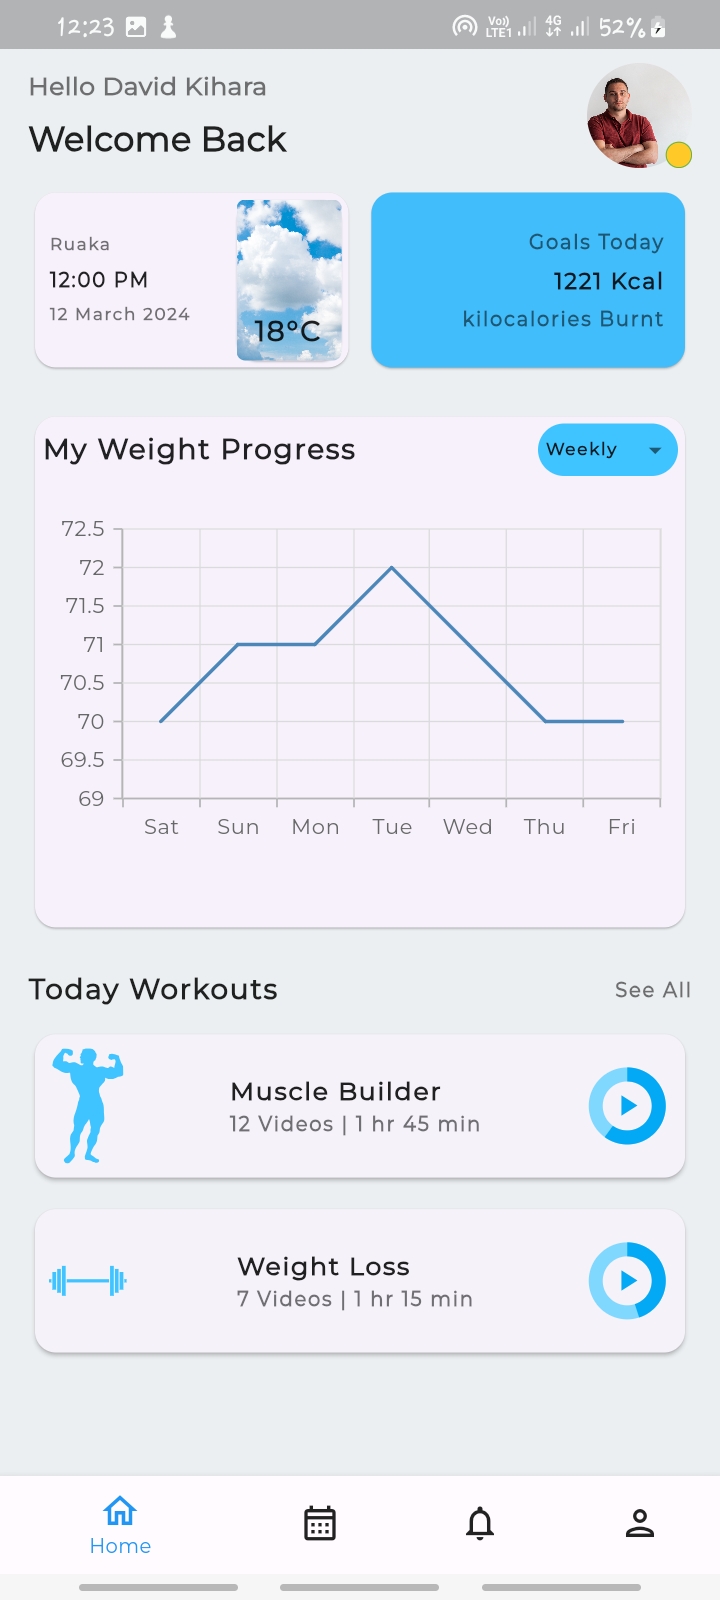 12:23
Vo))
LTE1
4G
52%
Hello David Kihara
Welcome Back
Ruaka
12:00 PM
12 March 2024
18°C
Goals Today
1221 Kcal
kilocalories Burnt
My Weight Progress
Weekly
72.5
72
71.5
71
70.5
70
69.5
69
Sat Sun Mon Tue Wed Thu Fri
Today Workouts
See All
Muscle Builder
12 Videos | 1 hr 45 min
Weight Loss
7 Videos | 1 hr 15 min
Home